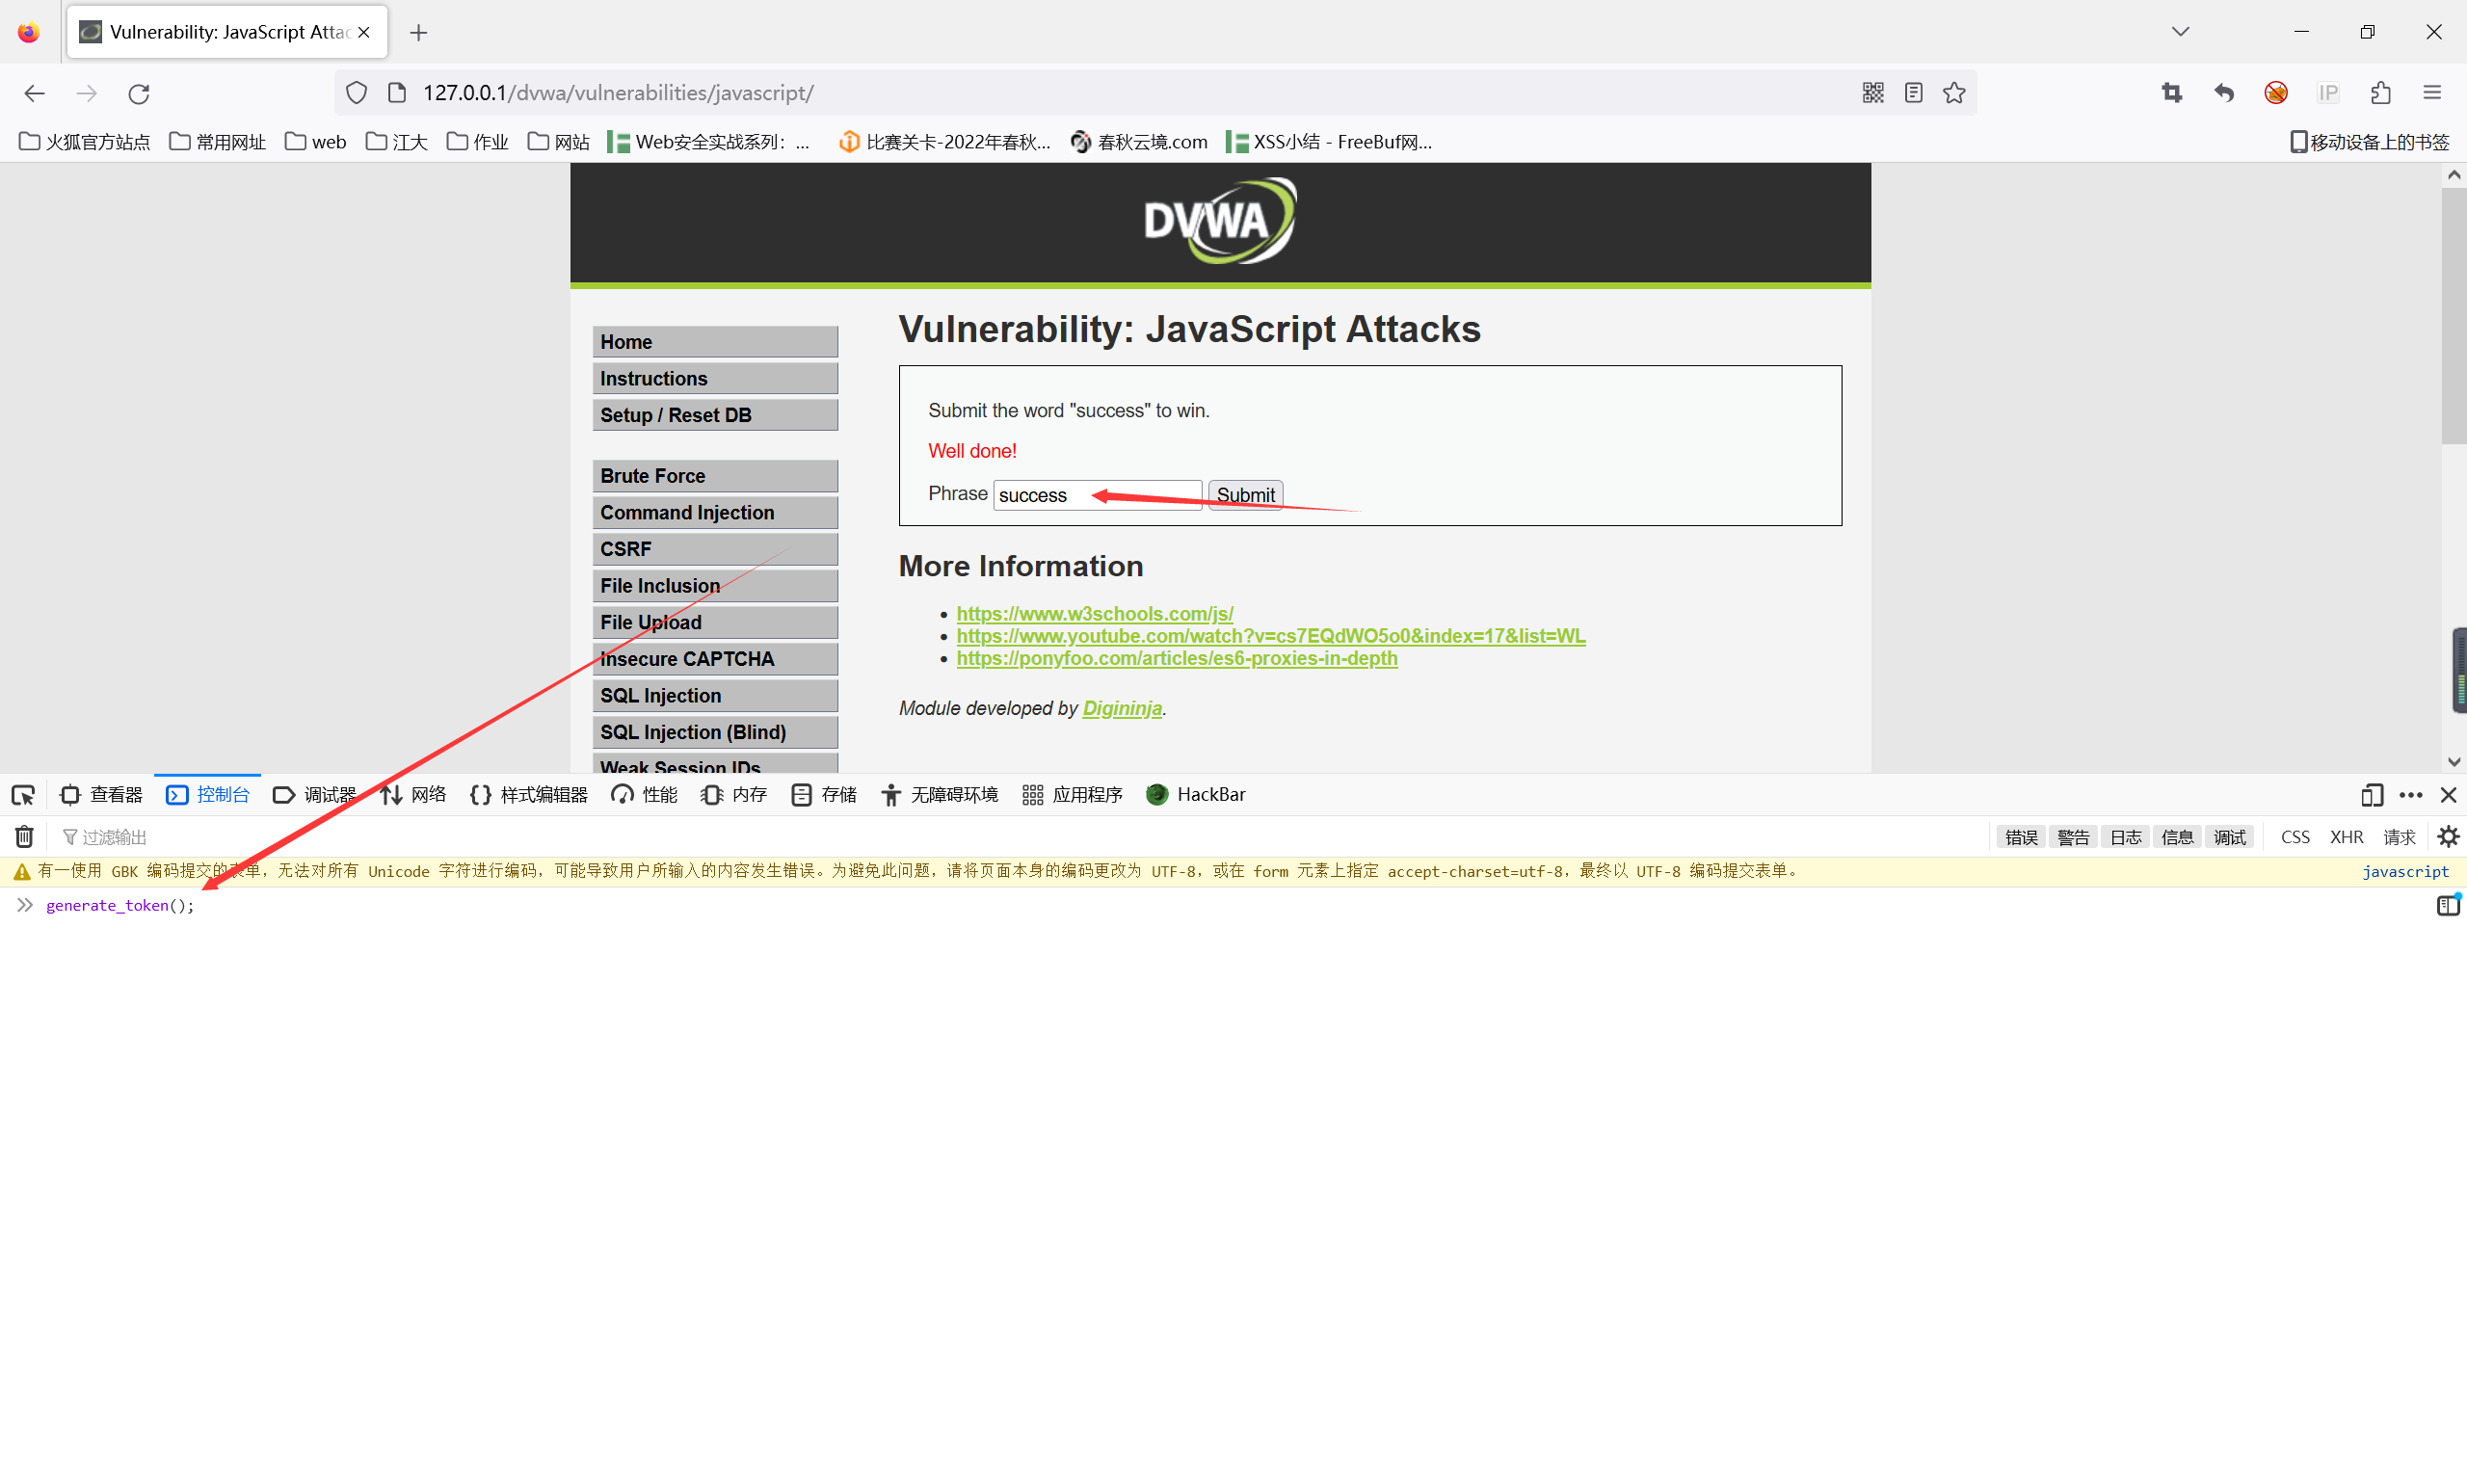 Vulnerability: JavaScript Attac
127.0.0.1/dvwa/vulnerabilities/javascript/
IP
火狐官方站点 常用网址 web 江大 作业 网站 Web安全实战系列：... 比赛关卡-2022年春秋... 春秋云境.com XSS小结 - FreeBuf网... 移动设备上的书签
DVWA
Home
Instructions
Setup / Reset DB
Brute Force
Command Injection
CSRF
File Inclusion
File Upload
Insecure CAPTCHA
SQL Injection
SQL Injection (Blind)
Weak Session IDs
Vulnerability: JavaScript Attacks
Submit the word "success" to win.
Well done!
Phrase success Submit
More Information
https://www.w3schools.com/js/
https://www.youtube.com/watch?v=cs7EQdWO5o0&index=17&list=WL
https://ponyfoo.com/articles/es6-proxies-in-depth
Module developed by Digininja.
查看器 控制台 调试器 网络 样式编辑器 性能 内存 存储 无障碍环境 应用程序 HackBar
过滤输出 错误 警告 日志 信息 调试 CSS XHR 请求
有一使用 GBK 编码提交的表单，无法对所有 Unicode 字符进行编码，可能导致用户所输入的内容发生错误。为避免此问题，请将页面本身的编码更改为 UTF-8，或在 form 元素上指定 accept-charset=utf-8，最终以 UTF-8 编码提交表单。 javascript
generate_token();